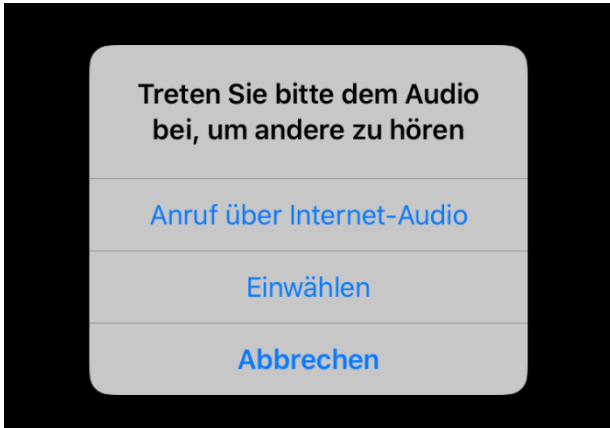 Treten Sie bitte dem Audio
bei, um andere zu hören
Anruf über Internet-Audio
Einwählen
Abbrechen